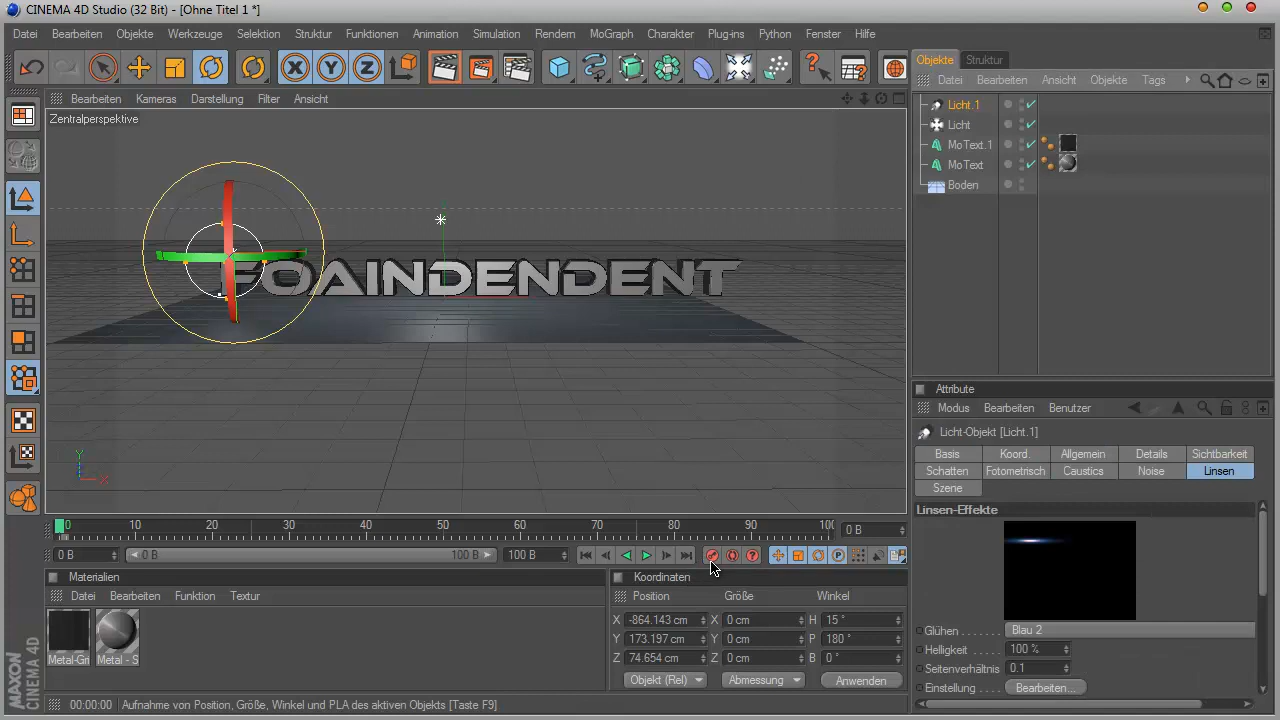 CINEMA 4D Studio (32 Bit) - [Ohne Titel 1 *]
Datei Bearbeiten Objekte Werkzeuge Selektion Struktur Funktionen Animation Simulation Rendern MoGraph Charakter Plug-ins Python Fenster Hilfe
X Y Z
Objekte Struktur
Datei Bearbeiten Ansicht Objekte Tags
Bearbeiten Kameras Darstellung Filter Ansicht
Zentralperspektive
Licht.1
Licht
MoText.1
MoText
Boden
FOAINDENDENT
Y
X
Attribute
Modus Bearbeiten Benutzer
Licht-Objekt [Licht.1]
Basis Koord. Allgemein Details Sichtbarkeit
Schatten Fotometrisch Caustics Noise Linsen
Szene
Linsen-Effekte
Glühen Blau 2
Helligkeit 100 %
Seitenverhältnis 0.1
Einstellung Bearbeiten...
0 10 20 30 40 50 60 70 80 90 100 0 B
0 B 0 B 100 B 100 B
Materialien
Datei Bearbeiten Funktion Textur
Metal-Gri Metal - S
Koordinaten
Position Größe Winkel
X -864.143 cm X 0 cm H 15 °
Y 173.197 cm Y 0 cm P 180 °
Z 74.654 cm Z 0 cm B 0 °
Objekt (Rel) Abmessung Anwenden
MAXON
CINEMA 4D
00:00:00 Aufnahme von Position, Größe, Winkel und PLA des aktiven Objekts [Taste F9]